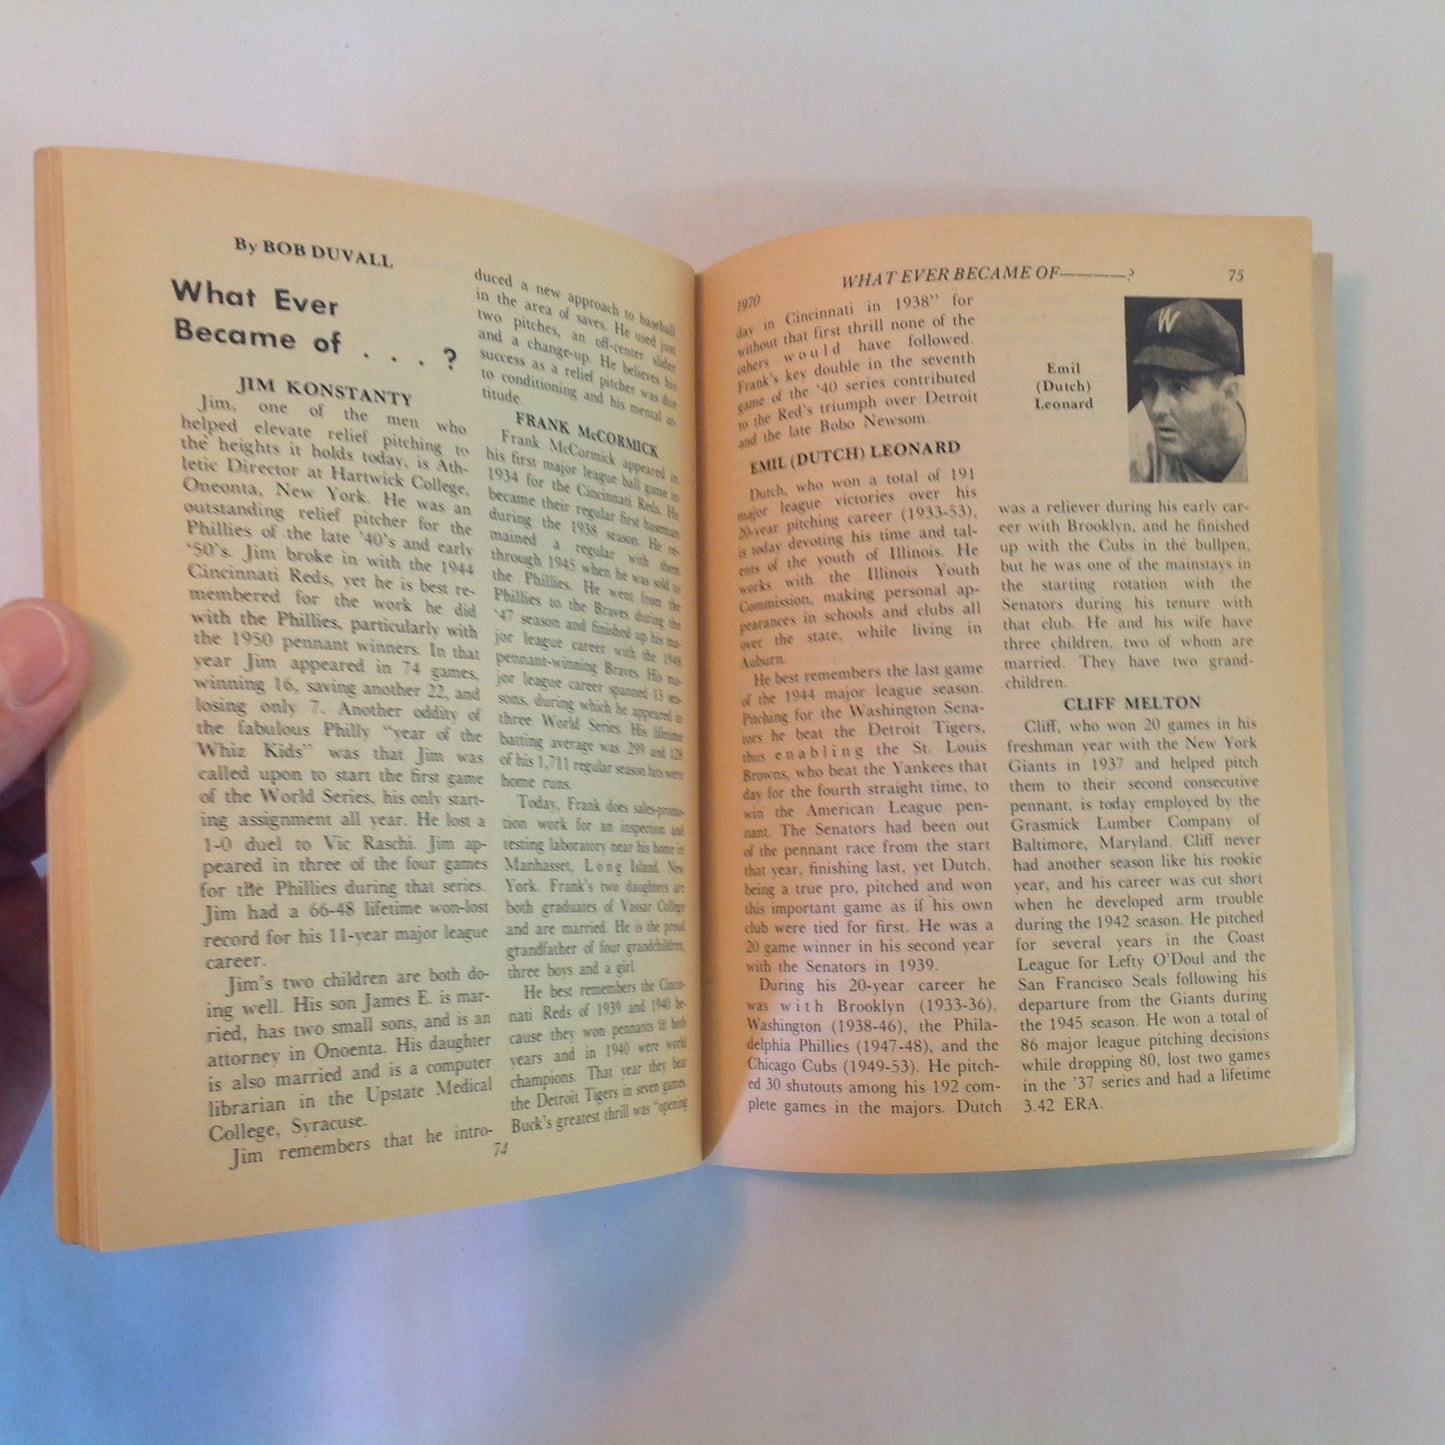 By BOB DUVALL
What Ever
Became of . . . ?
JIM KONSTANTY
Jim, one of the men who
helped elevate relief pitching to
the heights it holds today, is Ath-
letic Director at Hartwick College,
Oneonta, New York. He was an
outstanding relief pitcher for the
Phillies of the late '40's and early
'50's. Jim broke in with the 1944
Cincinnati Reds, yet he is best re-
membered for the work he did
with the Phillies, particularly with
the 1950 pennant winners. In that
year Jim appeared in 74 games,
winning 16, saving another 22, and
losing only 7. Another oddity of
the fabulous Philly "year of the
Whiz Kids" was that Jim was
called upon to start the first game
of the World Series, his only start-
ing assignment all year. He lost a
1-0 duel to Vic Raschi. Jim ap-
peared in three of the four games
for the Phillies during that series.
Jim had a 66-48 lifetime won-lost
record for his 11-year major league
career.
Jim's two children are both do-
ing well. His son James E. is mar-
ried, has two small sons, and is an
attorney in Onoenta. His daughter
is also married and is a computer
librarian in the Upstate Medical
College, Syracuse.
Jim remembers that he intro-
duced a new approach to baseball
in the area of saves. He used just
two pitches, an off-center slider
and a change-up. He believes his
success as a relief pitcher was due
to conditioning and his mental at-
titude.
FRANK McCORMICK
Frank McCormick appeared in
his first major league ball game in
1934 for the Cincinnati Reds. He
became their regular first baseman
during the 1938 season. He re-
mained a regular with them
through 1945 when he was sold to
the Phillies. He went from the
Phillies to the Braves during the
'47 season and finished up his ma-
jor league career with the 1948
pennant-winning Braves. His ma-
jor league career spanned 13 sea-
sons, during which he appeared in
three World Series. His lifetime
batting average was .299 and 128
of his 1,711 regular season hits were
home runs.
Today, Frank does sales-promo-
tion work for an inspection and
testing laboratory near his home in
Manhasset, Long Island, New
York. Frank's two daughters are
both graduates of Vassar College
and are married. He is the proud
grandfather of four grandchildren,
three boys and a girl.
He best remembers the Cincin-
nati Reds of 1939 and 1940 be-
cause they won pennants in both
years and in 1940 were world
champions. That year they beat
the Detroit Tigers in seven games.
Buck's greatest thrill was "opening
74
1970
WHAT EVER BECAME OF————?
75
day in Cincinnati in 1938" for
without that first thrill none of the
others would have followed.
Frank's key double in the seventh
game of the '40 series contributed
to the Red's triumph over Detroit
and the late Bobo Newsom.
EMIL (DUTCH) LEONARD
Dutch, who won a total of 191
major league victories over his
20-year pitching career (1933-53),
is today devoting his time and tal-
ents of the youth of Illinois. He
works with the Illinois Youth
Commission, making personal ap-
pearances in schools and clubs all
over the state, while living in
Auburn.
He best remembers the last game
of the 1944 major league season.
Pitching for the Washington Sena-
tors he beat the Detroit Tigers,
thus enabling the St. Louis
Browns, who beat the Yankees that
day for the fourth straight time, to
win the American League pen-
nant. The Senators had been out
of the pennant race from the start
that year, finishing last, yet Dutch,
being a true pro, pitched and won
this important game as if his own
club were tied for first. He was a
20 game winner in his second year
with the Senators in 1939.
During his 20-year career he
was with Brooklyn (1933-36),
Washington (1938-46), the Phila-
delphia Phillies (1947-48), and the
Chicago Cubs (1949-53). He pitch-
ed 30 shutouts among his 192 com-
plete games in the majors. Dutch
Emil
(Dutch)
Leonard
W
was a reliever during his early car-
eer with Brooklyn, and he finished
up with the Cubs in the bullpen,
but he was one of the mainstays in
the starting rotation with the
Senators during his tenure with
that club. He and his wife have
three children, two of whom are
married. They have two grand-
children.
CLIFF MELTON
Cliff, who won 20 games in his
freshman year with the New York
Giants in 1937 and helped pitch
them to their second consecutive
pennant, is today employed by the
Grasmick Lumber Company of
Baltimore, Maryland. Cliff never
had another season like his rookie
year, and his career was cut short
when he developed arm trouble
during the 1942 season. He pitched
for several years in the Coast
League for Lefty O'Doul and the
San Francisco Seals following his
departure from the Giants during
the 1945 season. He won a total of
86 major league pitching decisions
while dropping 80, lost two games
in the '37 series and had a lifetime
3.42 ERA.